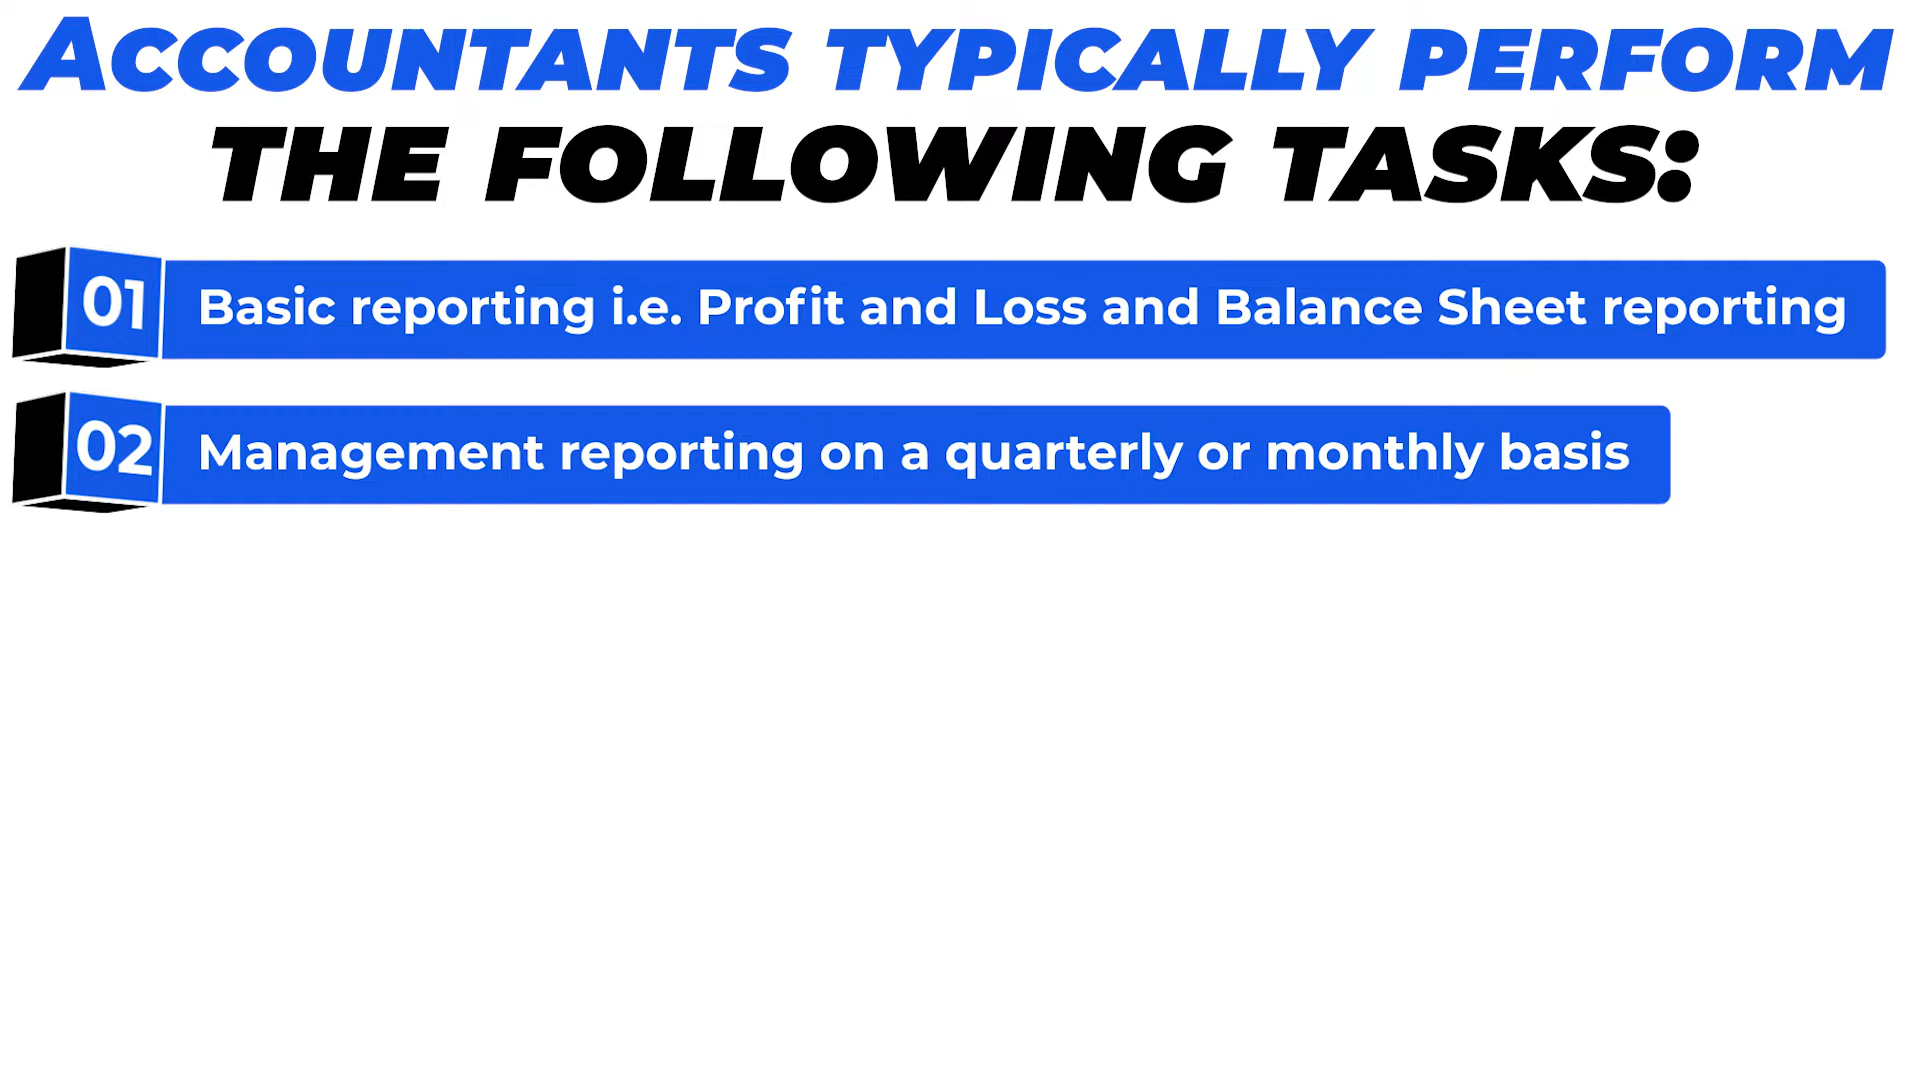 ACCOUNTANTS TYPICALLY PERFORM
THE FOLLOWING TASKS:
01 Basic reporting i.e. Profit and Loss and Balance Sheet reporting
02 Management reporting on a quarterly or monthly basis